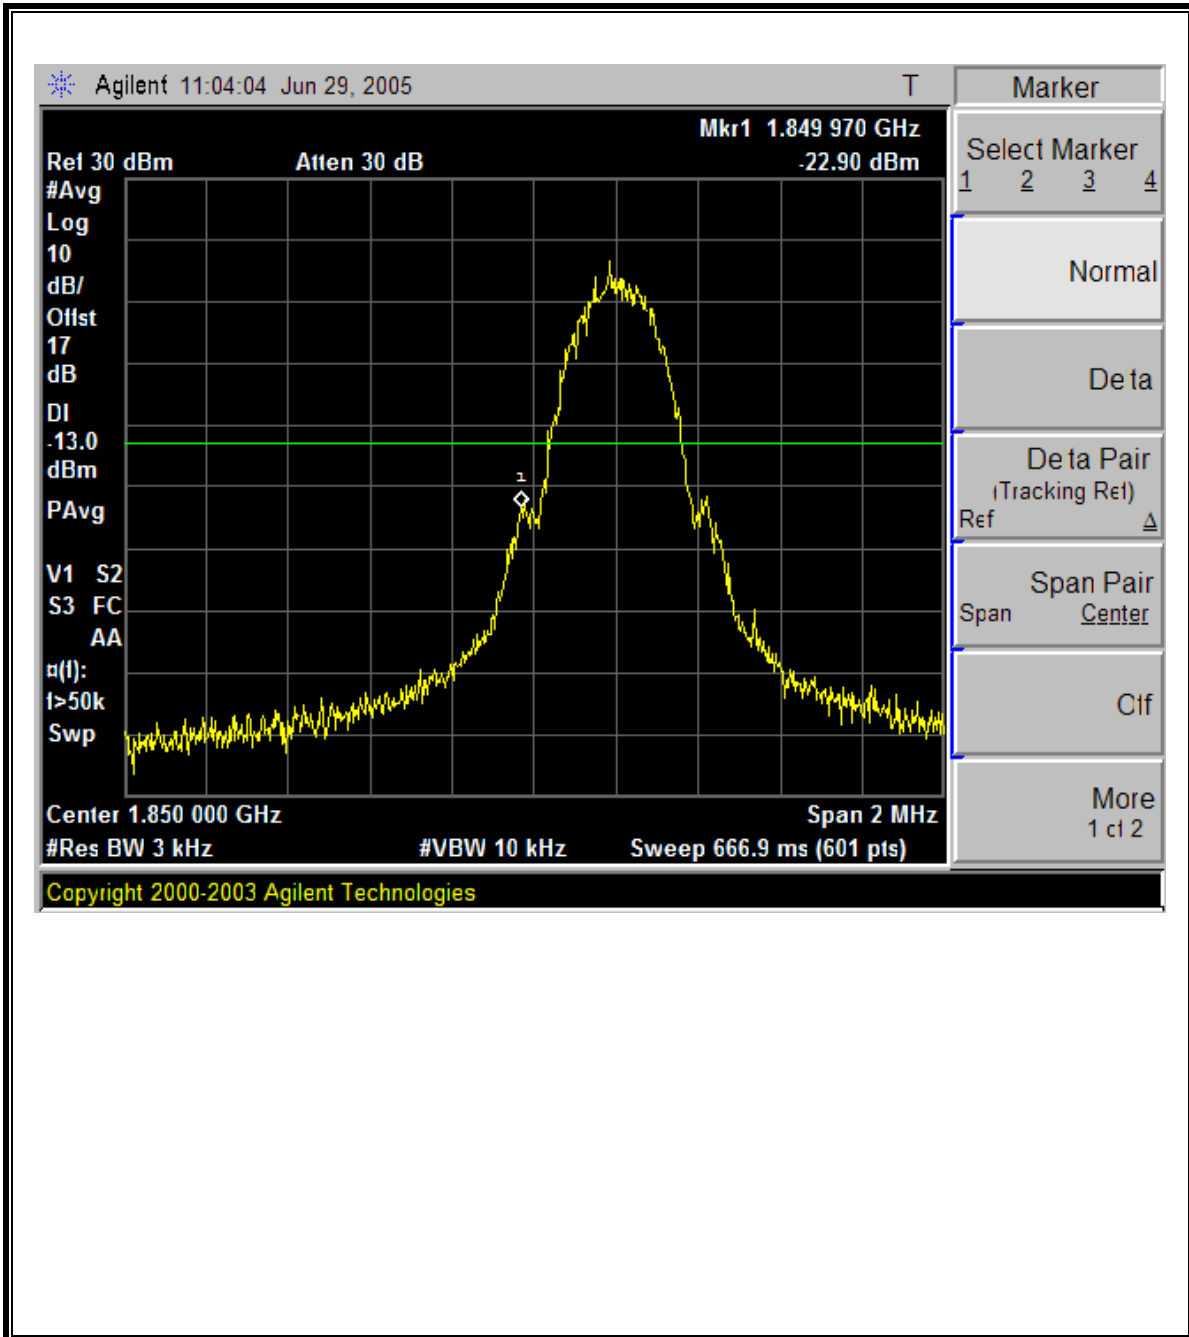 Agilent 11:04:04 Jun 29, 2005 T
Mkr1 1.849 970 GHz
Ref 30 dBm Atten 30 dB -22.90 dBm
#Avg
Log
10
dB/
Offst
17
dB
DI
-13.0
dBm
PAvg
V1 S2
S3 FC
AA
¤(f):
f>50k
Swp
1
Center 1.850 000 GHz Span 2 MHz
#Res BW 3 kHz #VBW 10 kHz Sweep 666.9 ms (601 pts)
Copyright 2000-2003 Agilent Technologies
Marker
Select Marker
1 2 3 4
Normal
Delta
Delta Pair
(Tracking Ref)
Ref Δ
Span Pair
Span Center
Off
More
1 of 2